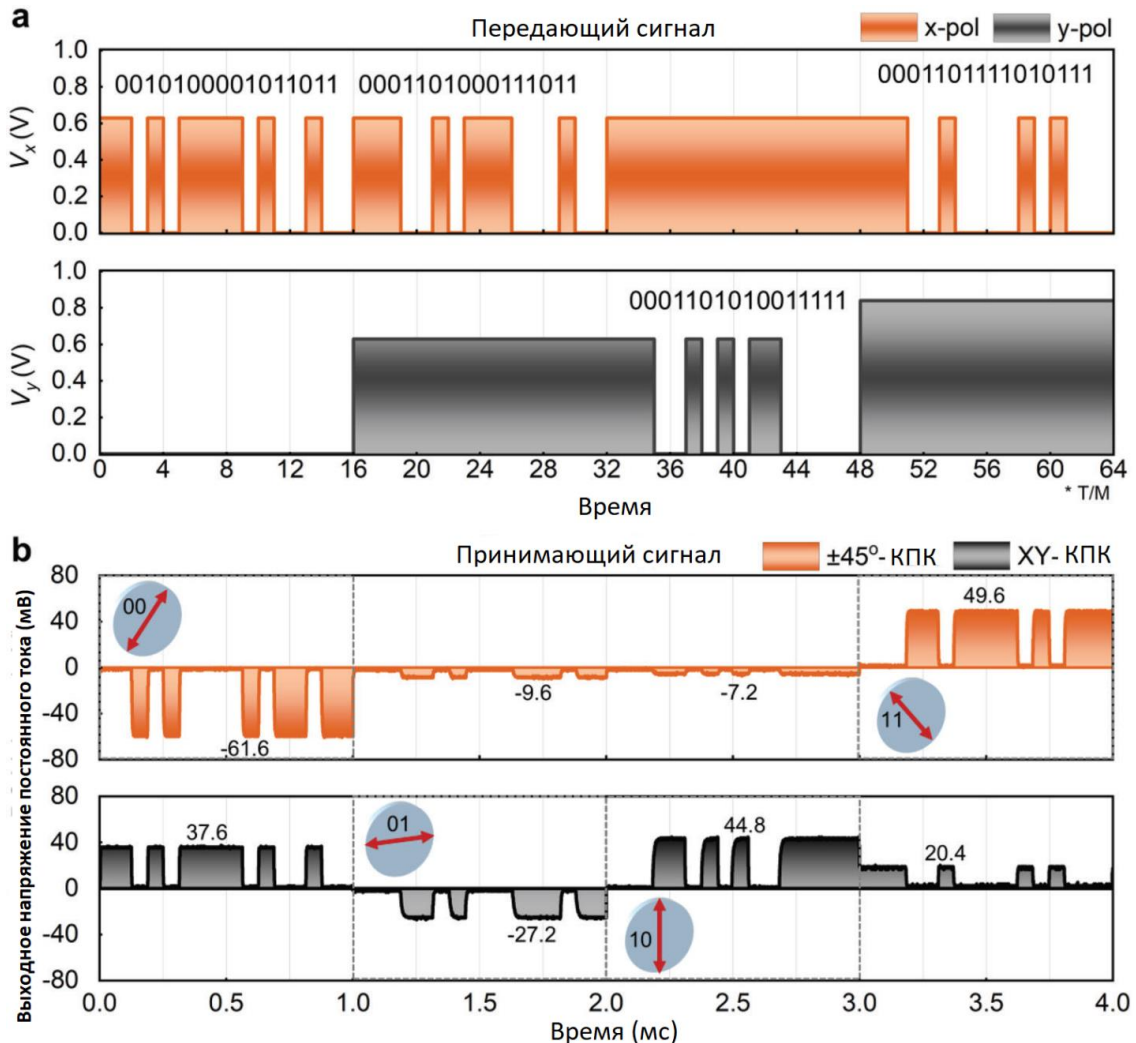 a
Передающий сигнал
x-pol
y-pol
1.0
0.8
0.6
0.4
0.2
0.0
Vx (V)
0010100001011011
0001101000111011
0001101111010111
1.0
0.8
0.6
0.4
0.2
0.0
Vy (V)
0001101010011111
0 4 8 12 16 20 24 28 32 36 40 44 48 52 56 60 64
* T/M
Время
b
Принимающий сигнал
±45°- КПК
XY- КПК
Выходное напряжение постоянного тока (мВ)
80
40
0
-40
-80
00
-61.6
-9.6
-7.2
49.6
11
80
40
0
-40
-80
37.6
01
-27.2
10
44.8
20.4
0.0 0.5 1.0 1.5 2.0 2.5 3.0 3.5 4.0
Время (мс)